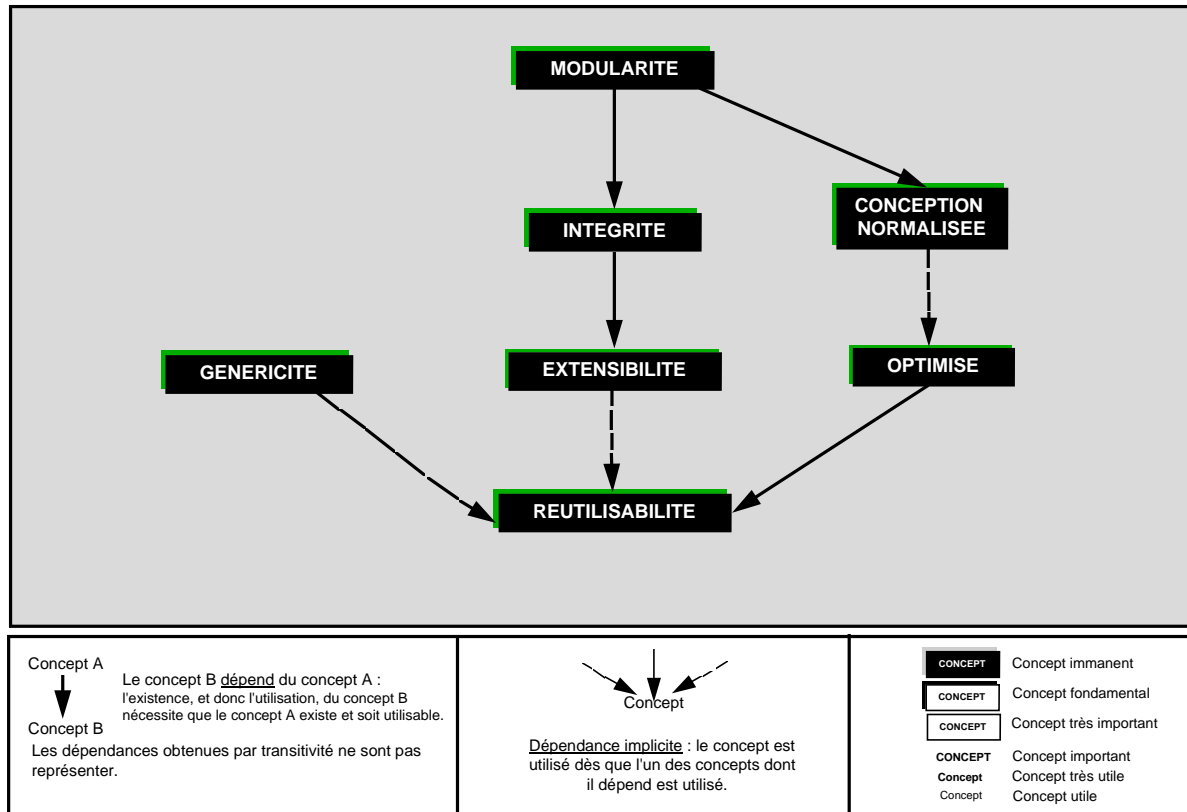 MODULARITE
INTEGRITE
CONCEPTION
NORMALISEE
GENERICITE
EXTENSIBILITE
OPTIMISE
REUTILISABILITE
Concept A
Le concept B dépend du concept A :
l'existence, et donc l'utilisation, du concept B
nécessite que le concept A existe et soit utilisable.
Concept B
Les dépendances obtenues par transitivité ne sont pas
représenter.
Concept
Dépendance implicite : le concept est
utilisé dès que l'un des concepts dont
il dépend est utilisé.
CONCEPT Concept immanent
CONCEPT Concept fondamental
CONCEPT Concept très important
CONCEPT Concept important
Concept Concept très utile
Concept Concept utile